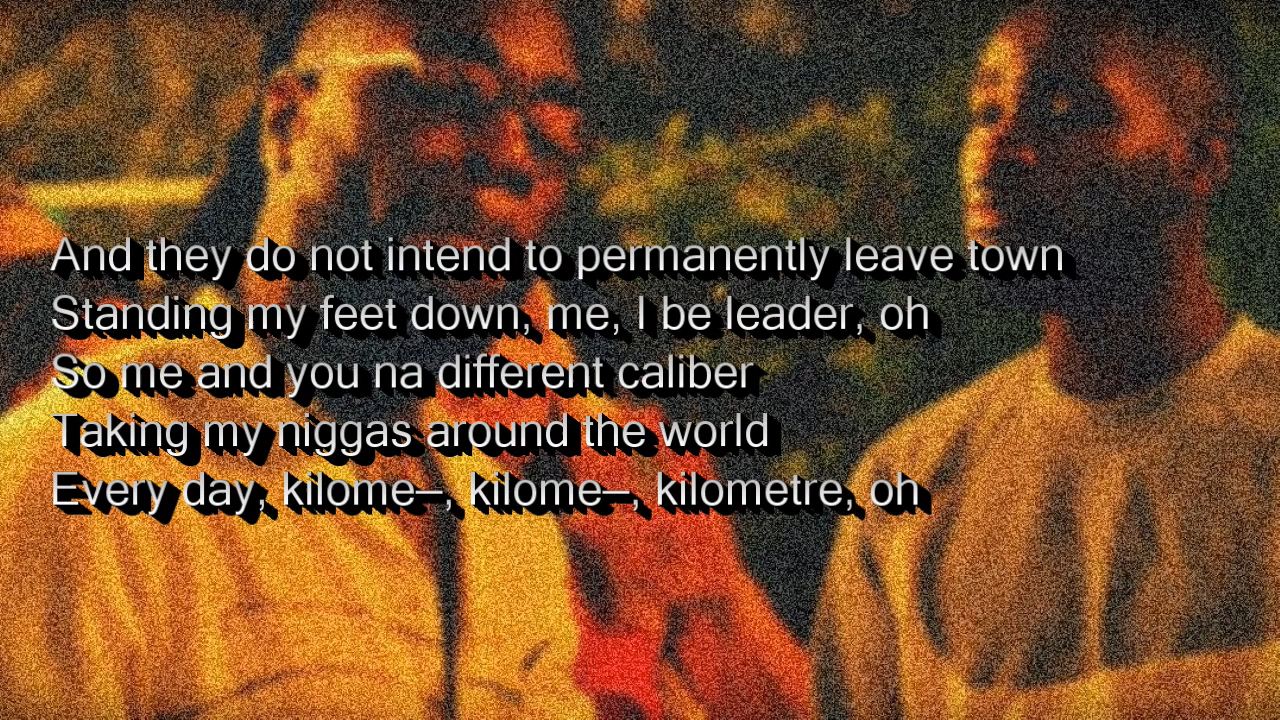 And they do not intend to permanently leave town
Standing my feet down, me, I be leader, oh
So me and you na different caliber
Taking my niggas around the world
Every day, kilome–, kilome–, kilometre, oh